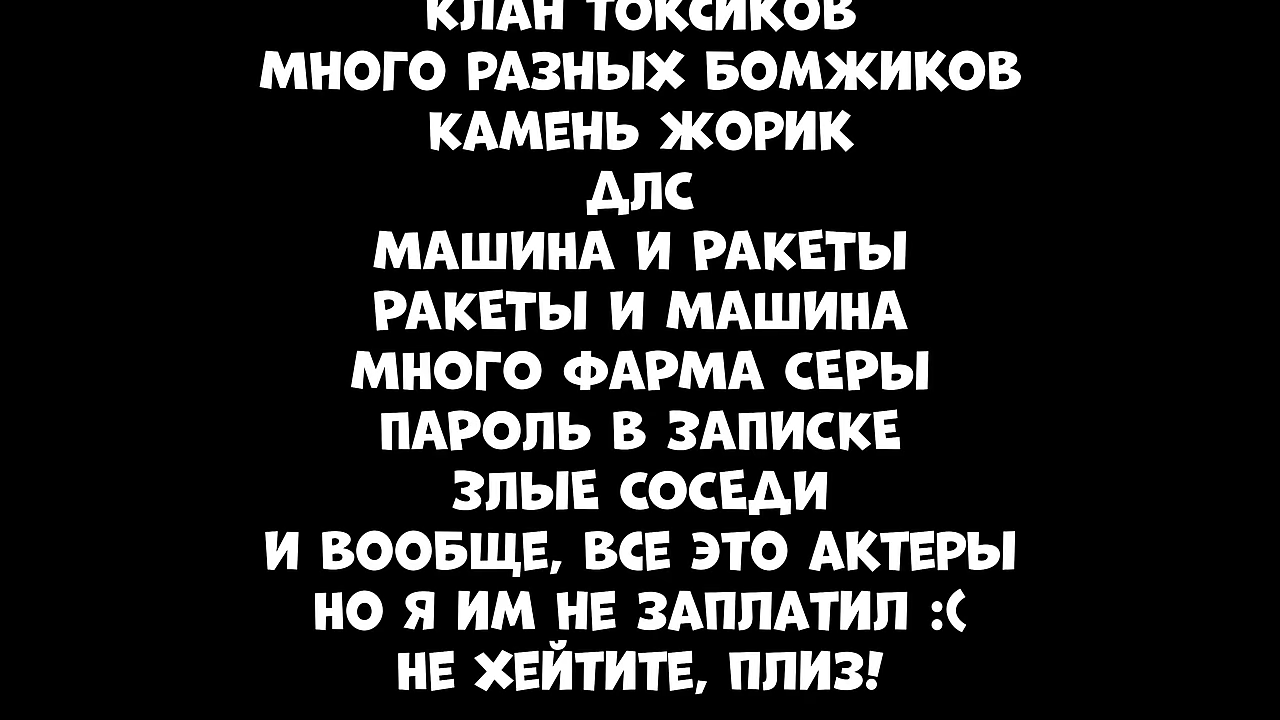 КЛАН ТОКСИКОВ
МНОГО РАЗНЫХ БОМЖИКОВ
КАМЕНЬ ЖОРИК
ДЛС
МАШИНА И РАКЕТЫ
РАКЕТЫ И МАШИНА
МНОГО ФАРМА СЕРЫ
ПАРОЛЬ В ЗАПИСКЕ
ЗЛЫЕ СОСЕДИ
И ВООБЩЕ, ВСЕ ЭТО АКТЕРЫ
НО Я ИМ НЕ ЗАПЛАТИЛ :(
НЕ ХЕЙТИТЕ, ПЛИЗ!